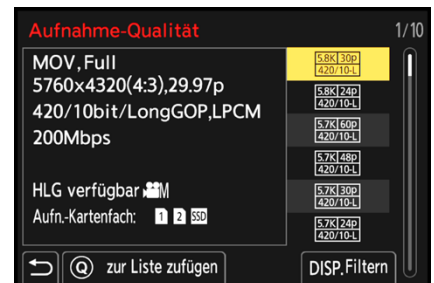 Aufnahme-Qualität 1/10
MOV,Full
5760x4320(4:3),29.97p
420/10bit/LongGOP,LPCM
200Mbps
HLG verfügbar M
Aufn.-Kartenfach: 1 2 SSD
5.8K 30p
420/10-L
5.8K 24p
420/10-L
5.7K 60p
420/10-L
5.7K 48p
420/10-L
5.7K 30p
420/10-L
5.7K 24p
420/10-L
Q zur Liste zufügen
DISP.Filtern